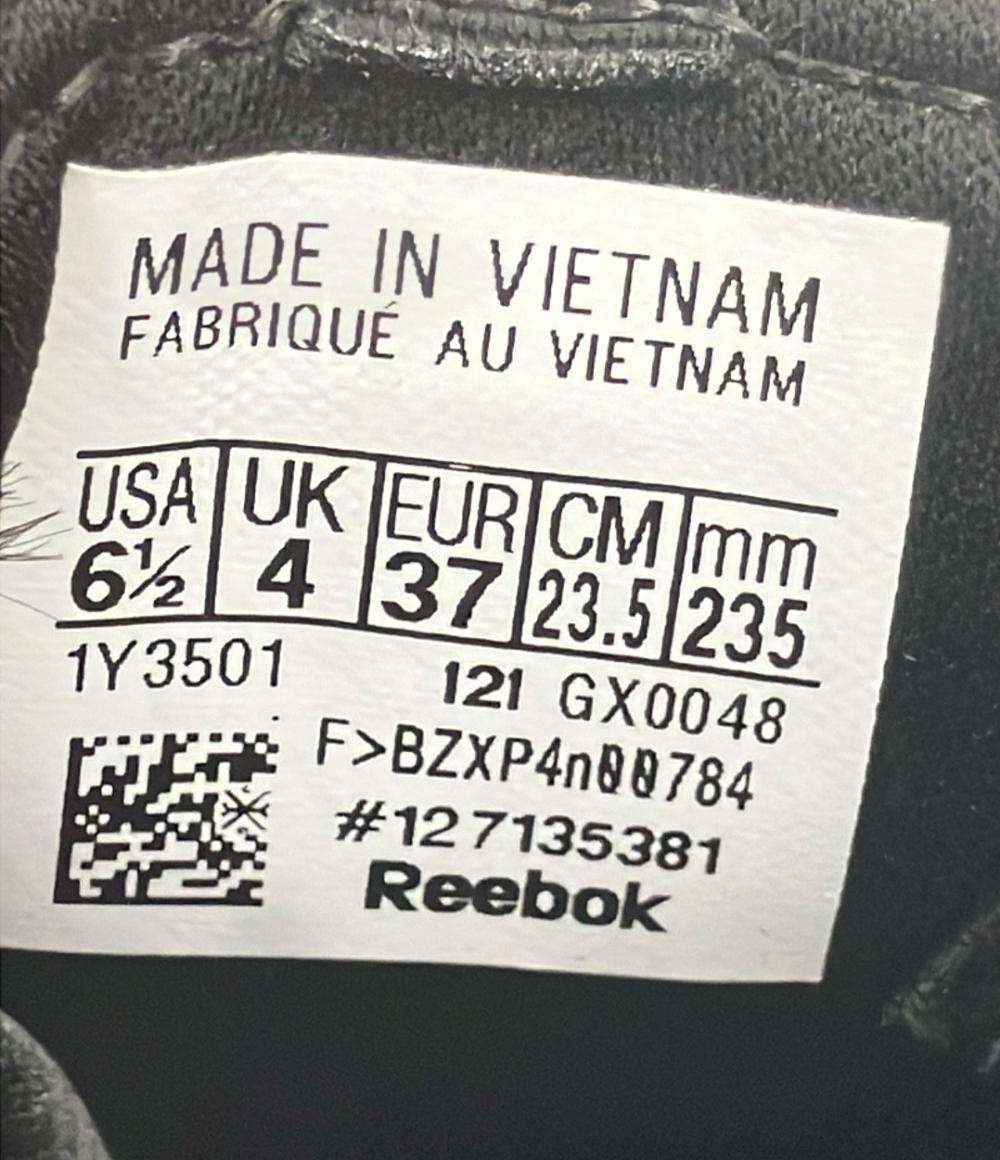 MADE IN VIETNAM
FABRIQUÉ AU VIETNAM
USA UK EUR CM mm
6½ 4 37 23.5 235
1Y3501 121 GX0048
F>BZXP4n00784
#127135381
Reebok